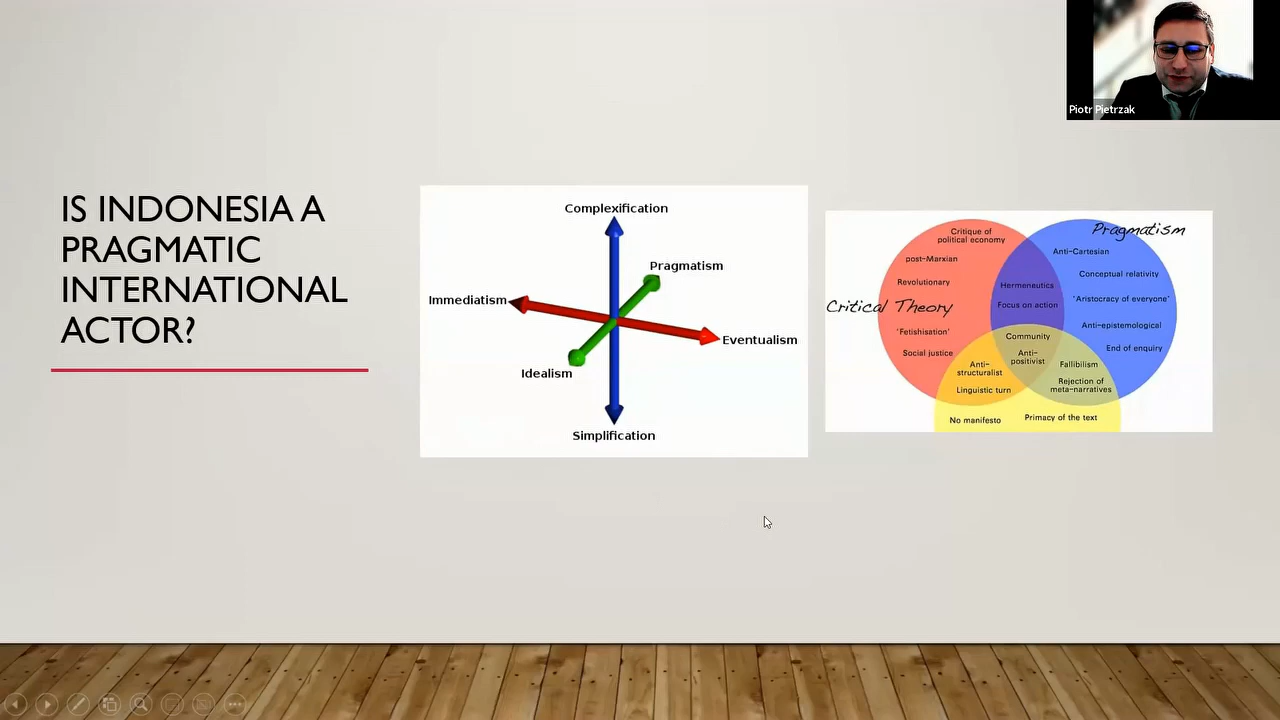 Piotr Pietrzak
IS INDONESIA A
PRAGMATIC
INTERNATIONAL
ACTOR?
Complexification
Pragmatism
Immediatism
Eventualism
Idealism
Simplification
Critical Theory
Critique of
political economy
post-Marxian
Revolutionary
'Fetishisation'
Social justice
Pragmatism
Anti-Cartesian
Conceptual relativity
'Aristocracy of everyone'
Anti-epistemological
End of enquiry
Hermeneutics
Focus on action
Community
Anti-
positivist
Anti-
structuralist
Linguistic turn
Fallibilism
Rejection of
meta-narratives
No manifesto
Primacy of the text